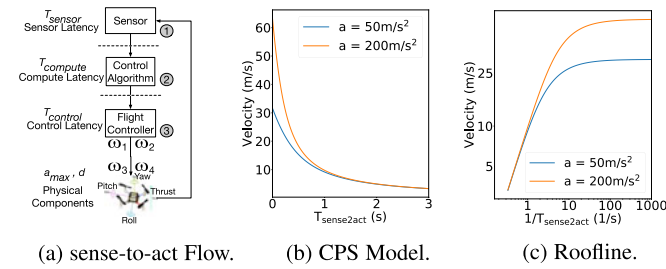 T_sensor
Sensor Latency
Sensor
1
T_compute
Compute Latency
Control
Algorithm
2
T_control
Control Latency
Flight
Controller
3
ω1 ω2
ω3 ω4
a_max, d
Physical
Components
Yaw
Pitch
Thrust
Roll
(a) sense-to-act Flow.
Velocity (m/s)
60
50
40
30
20
10
a = 50m/s²
a = 200m/s²
0 1 2 3
T_sense2act (s)
(b) CPS Model.
Velocity (m/s)
25
10
5
a = 50m/s²
a = 200m/s²
1 10 100 1000
1/T_sense2act (1/s)
(c) Roofline.